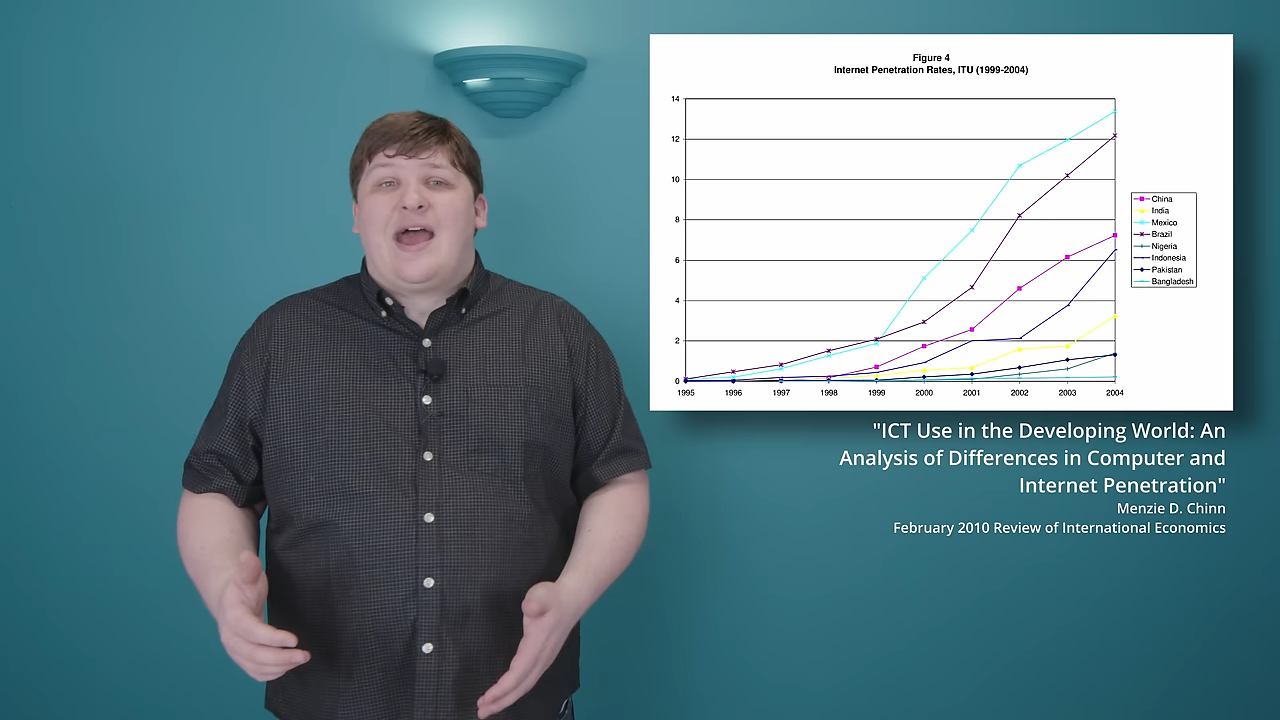 Figure 4
Internet Penetration Rates, ITU (1999-2004)
14
12
10
8
6
4
2
0
1995 1996 1997 1998 1999 2000 2001 2002 2003 2004
China
India
Mexico
Brazil
Nigeria
Indonesia
Pakistan
Bangladesh
"ICT Use in the Developing World: An
Analysis of Differences in Computer and
Internet Penetration"
Menzie D. Chinn
February 2010 Review of International Economics